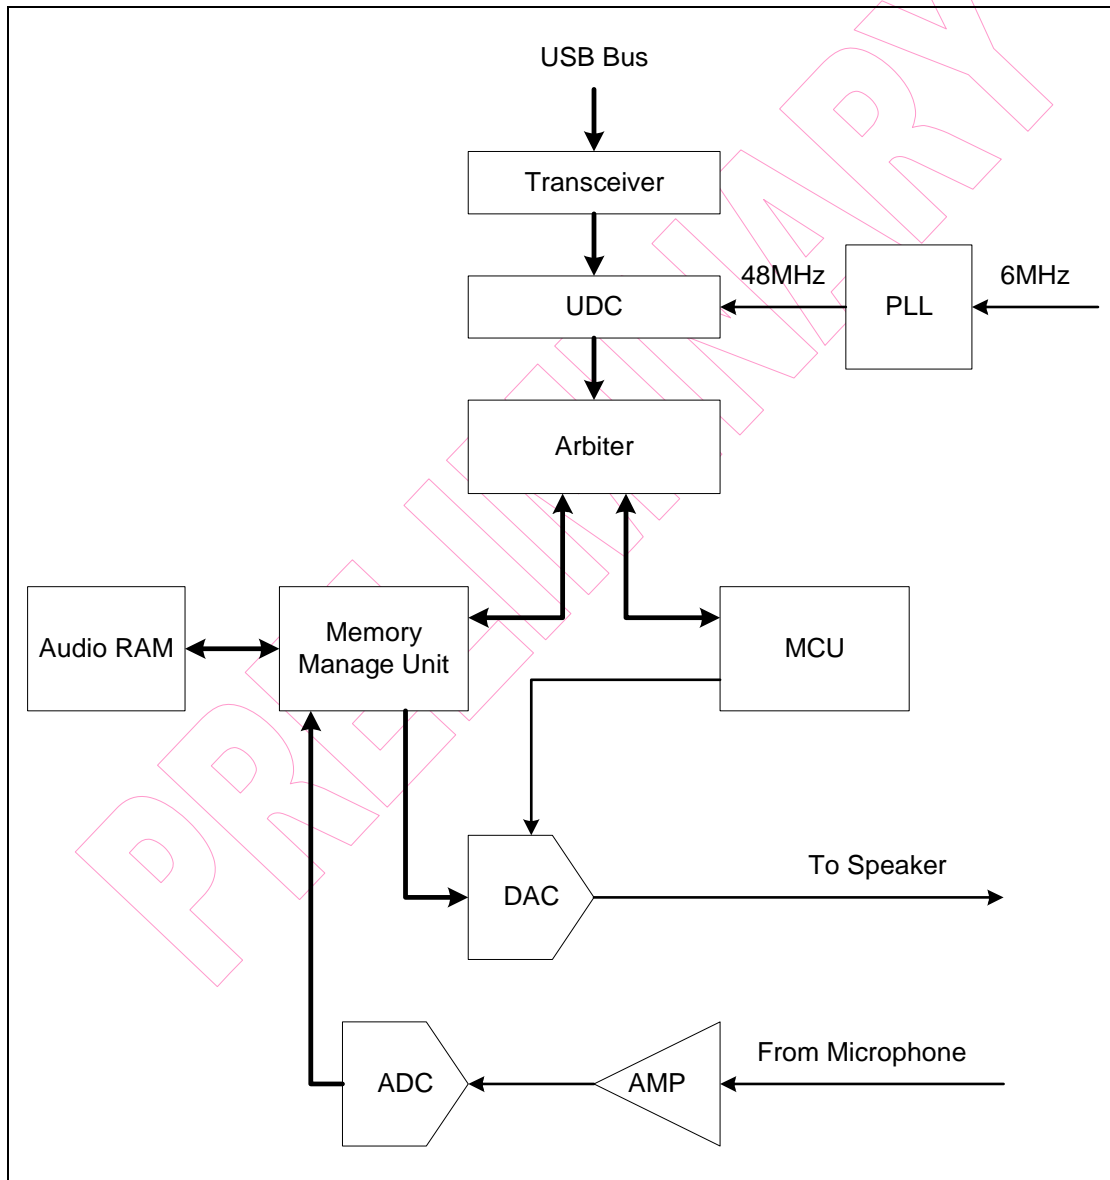 USB Bus
Transceiver
48MHz
6MHz
UDC
PLL
Arbiter
Audio RAM
Memory
Manage Unit
MCU
To Speaker
DAC
From Microphone
ADC
AMP
PRELIMINARY